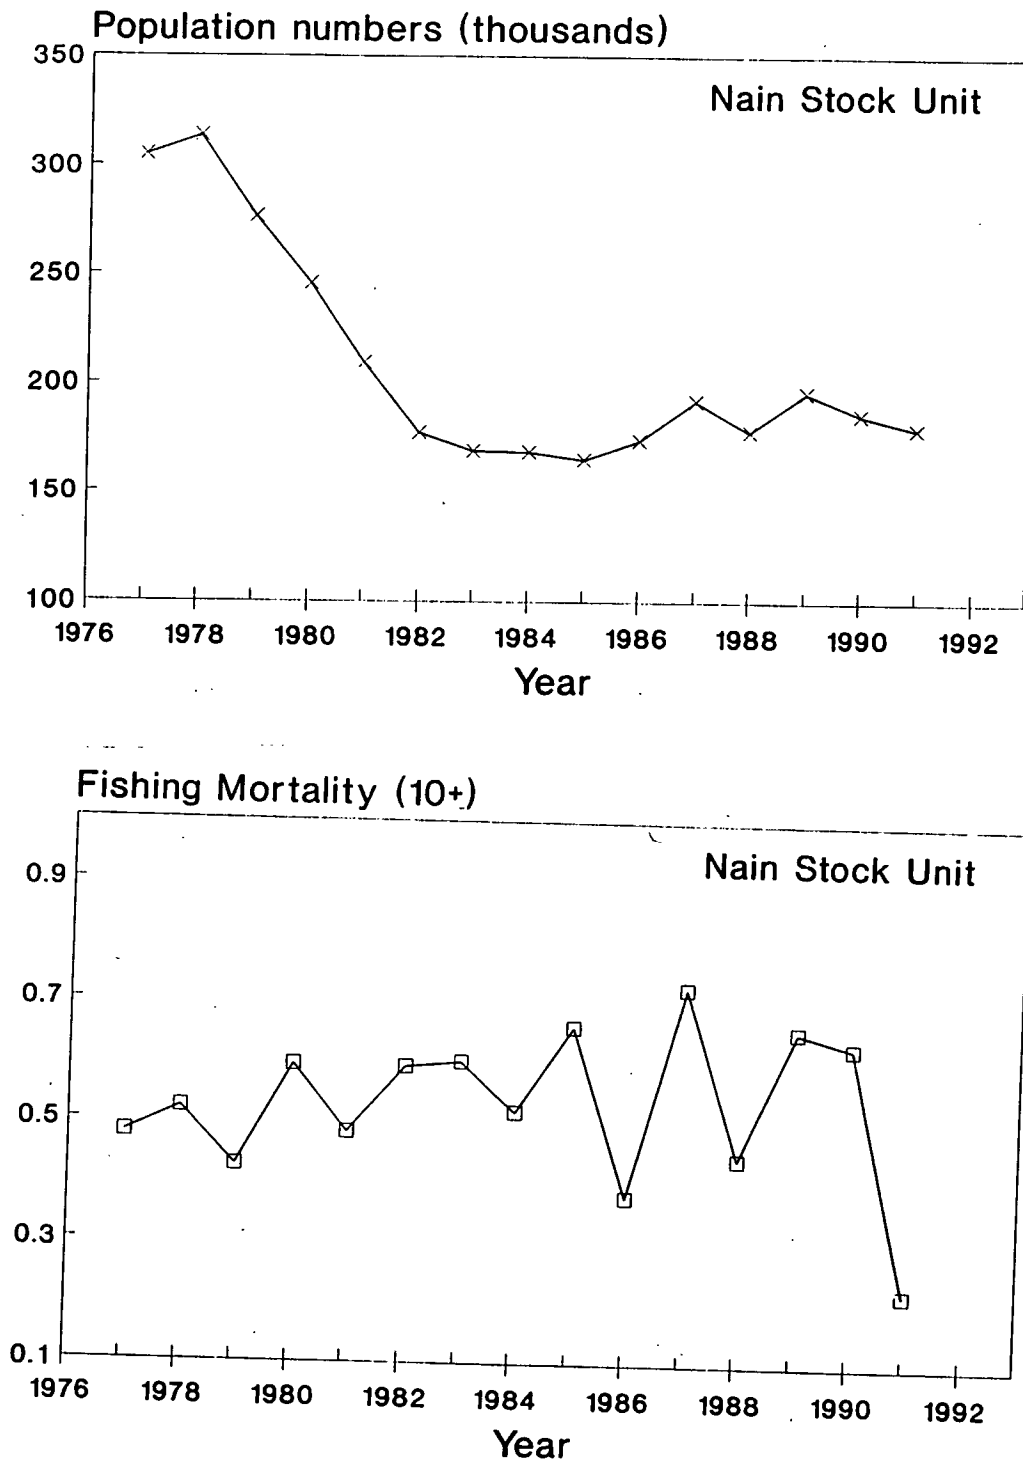 Population numbers (thousands)
350
Nain Stock Unit
300
250
200
150
100
1976 1978 1980 1982 1984 1986 1988 1990 1992
Year
Fishing Mortality (10+)
Nain Stock Unit
0.9
0.7
0.5
0.3
0.1
1976 1978 1980 1982 1984 1986 1988 1990 1992
Year